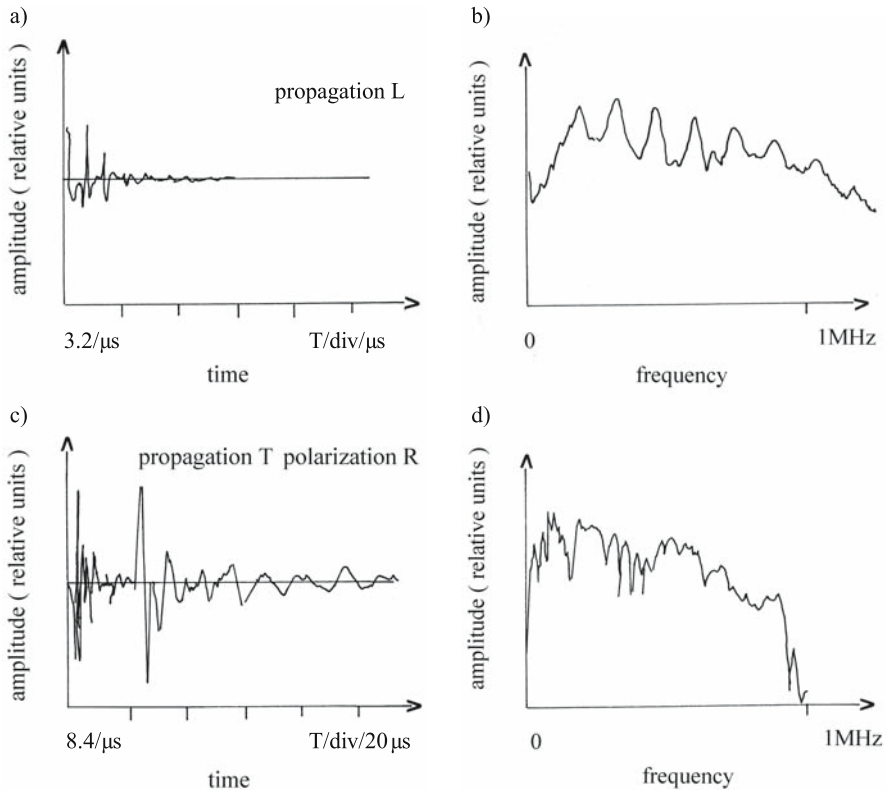 a)
amplitude ( relative units )
propagation L
3.2/μs
T/div/μs
time
b)
amplitude ( relative units )
0
1MHz
frequency
c)
amplitude ( relative units )
propagation T polarization R
8.4/μs
T/div/20 μs
time
d)
amplitude ( relative units )
0
1MHz
frequency